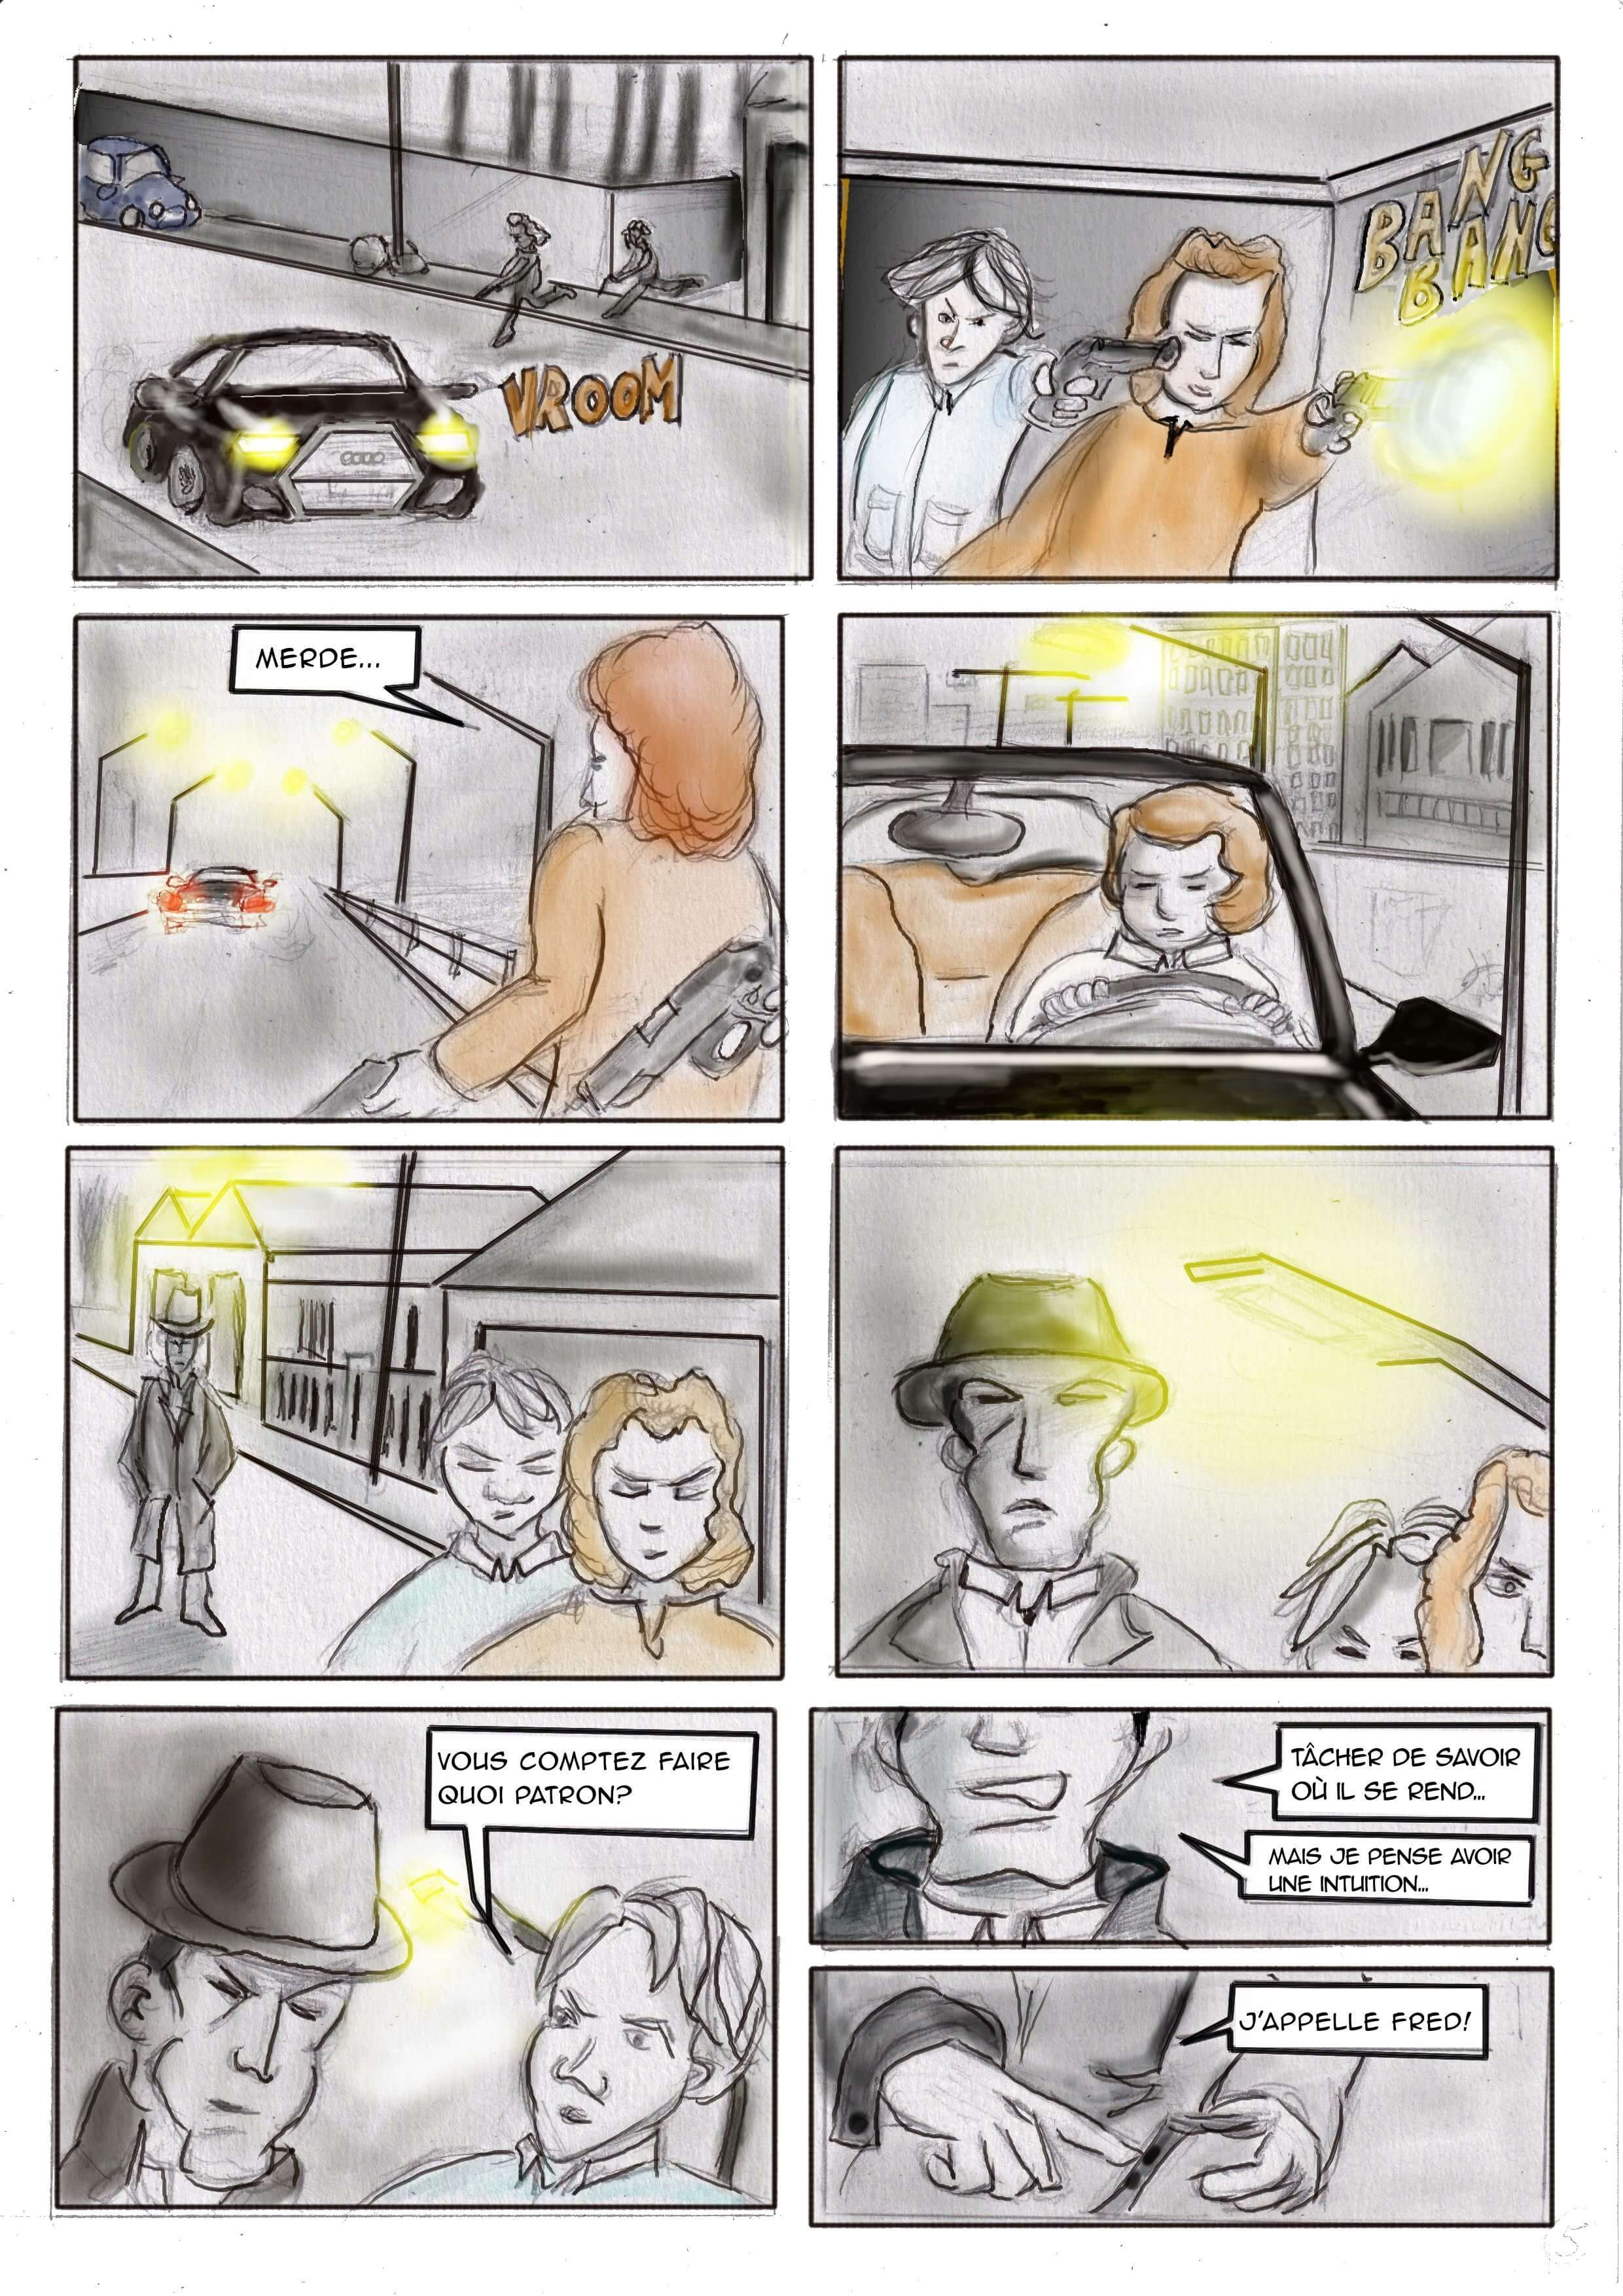 VROOM
BANG
BANG
MERDE...
VOUS COMPTEZ FAIRE
QUOI PATRON?
TÂCHER DE SAVOIR
OÙ IL SE REND...
MAIS JE PENSE AVOIR
UNE INTUITION...
J'APPELLE FRED!
5